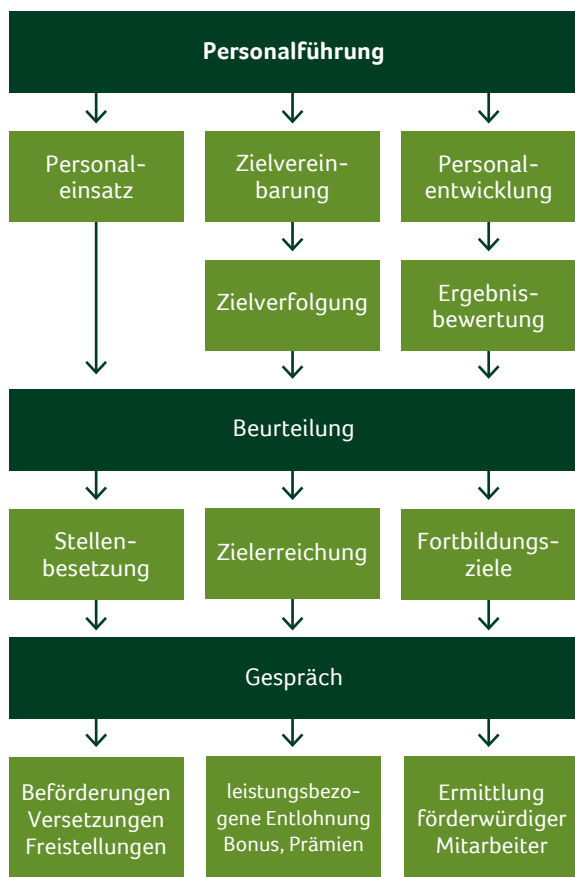 Personalführung
Personal-
einsatz
Zielverein-
barung
Personal-
entwicklung
Zielverfolgung
Ergebnis-
bewertung
Beurteilung
Stellen-
besetzung
Zielerreichung
Fortbildungs-
ziele
Gespräch
Beförderungen
Versetzungen
Freistellungen
leistungsbezo-
gene Entlohnung
Bonus, Prämien
Ermittlung
förderwürdiger
Mitarbeiter